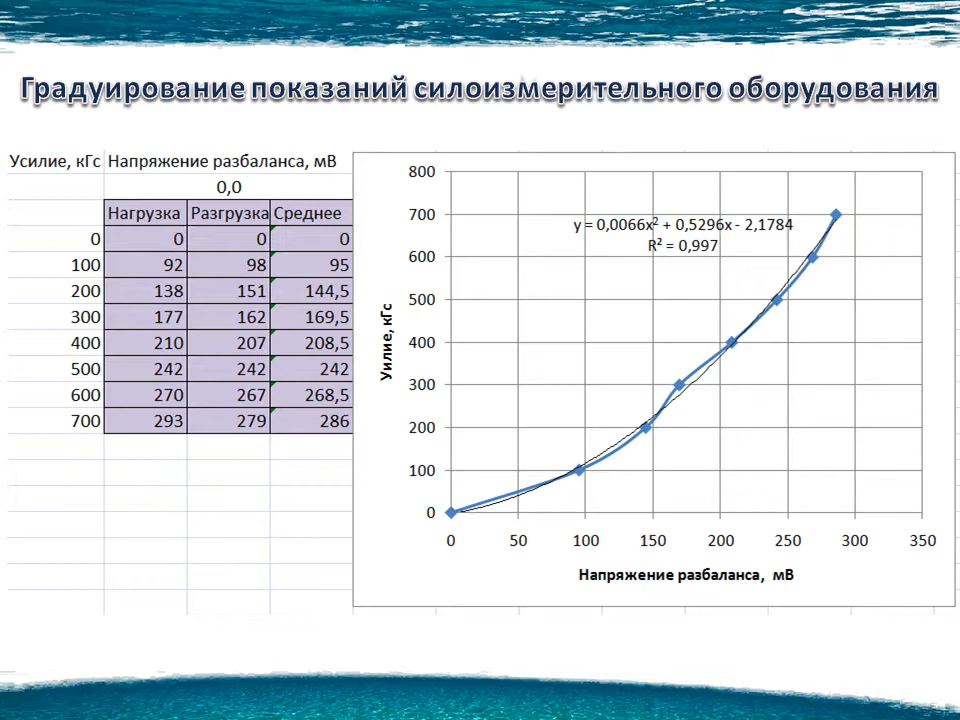 Градуирование показаний силоизмерительного оборудования
Усилие, кГс Напряжение разбаланса, мВ
0,0
Нагрузка Разгрузка Среднее
0 0 0 0
100 92 98 95
200 138 151 144,5
300 177 162 169,5
400 210 207 208,5
500 242 242 242
600 270 267 268,5
700 293 279 286
800
700
600
500
400
300
200
100
0
Уилие, кГс
y = 0,0066x² + 0,5296x - 2,1784
R² = 0,997
0 50 100 150 200 250 300 350
Напряжение разбаланса, мВ